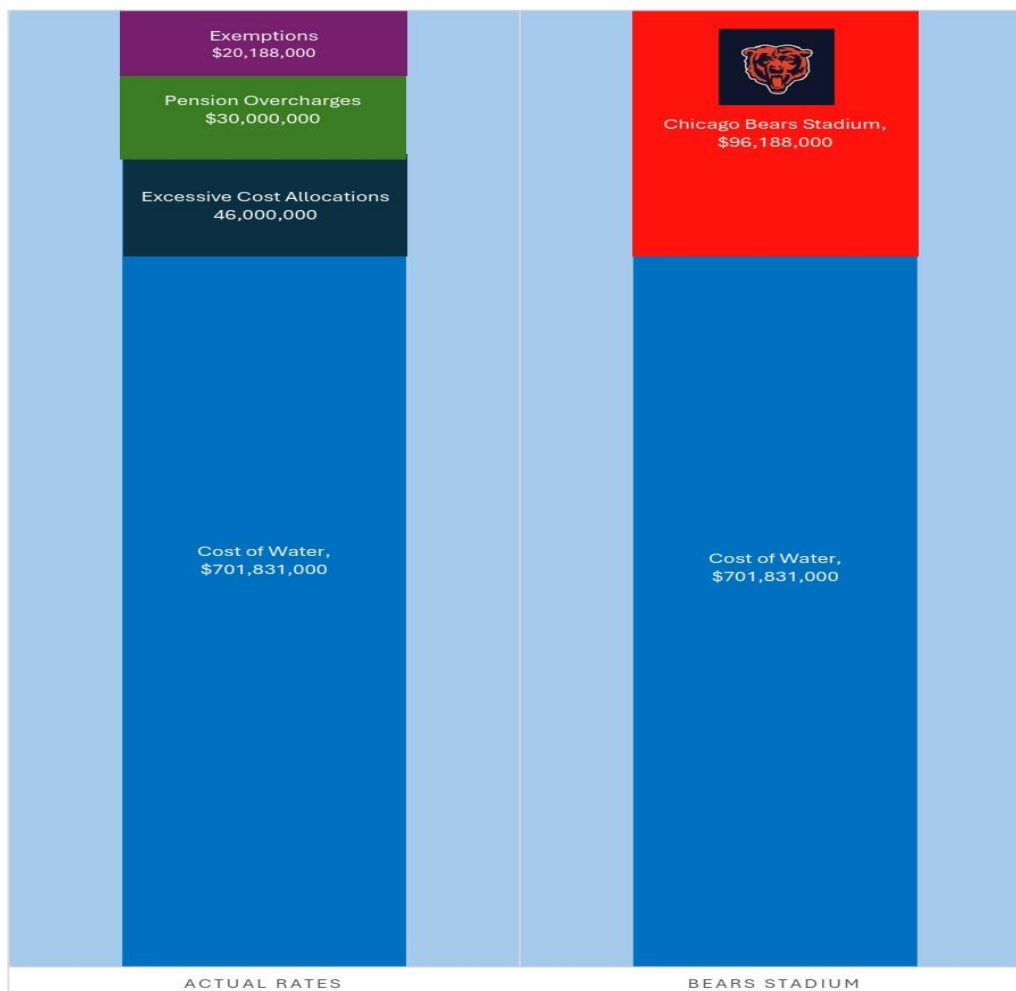 Exemptions
$20,188,000
Pension Overcharges
$30,000,000
Excessive Cost Allocations
46,000,000
Cost of Water,
$701,831,000
ACTUAL RATES
Chicago Bears Stadium,
$96,188,000
Cost of Water,
$701,831,000
BEARS STADIUM